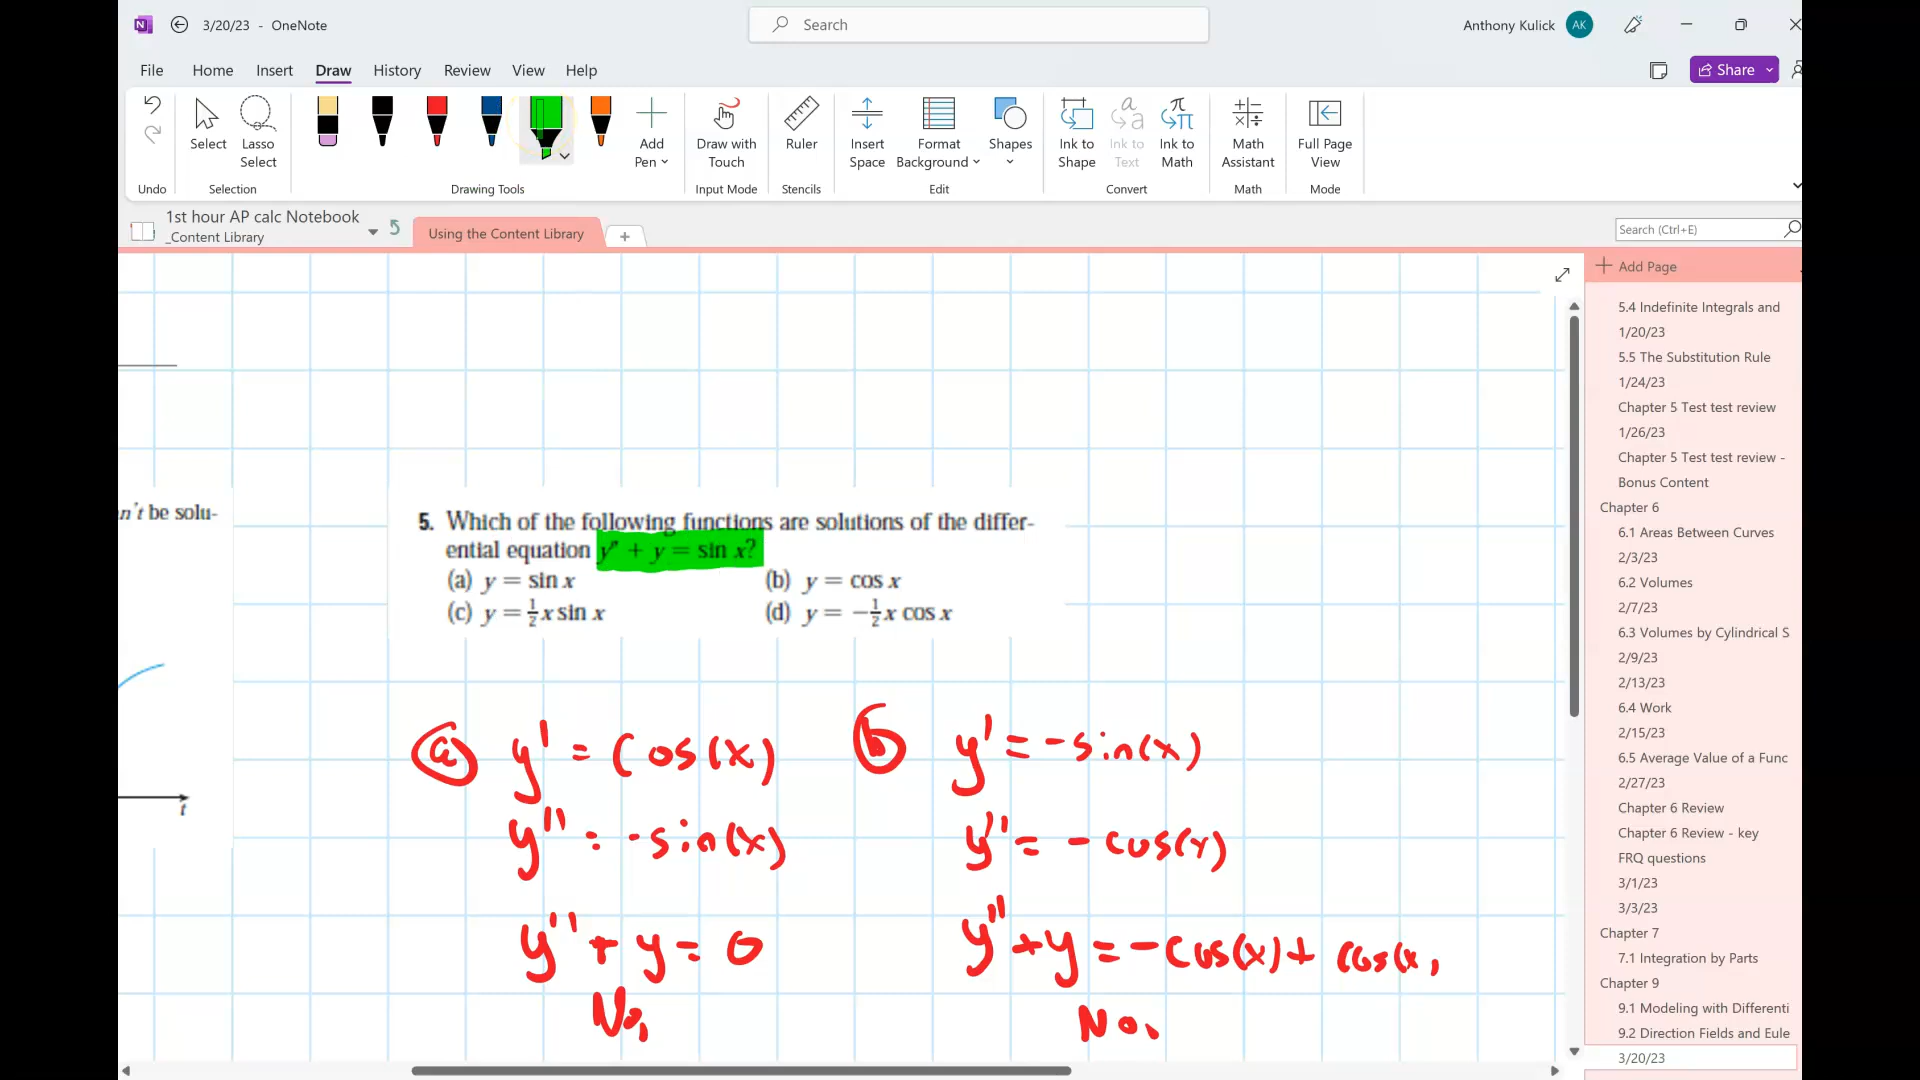 3/20/23 - OneNote
Search
Anthony Kulick AK
File Home Insert Draw History Review View Help
Share
Undo
Select
Lasso Select
Selection
Drawing Tools
Add Pen
Draw with Touch
Input Mode
Ruler
Stencils
Insert Space
Format Background
Shapes
Edit
Ink to Shape
Ink to Text
Ink to Math
Convert
Math Assistant
Math
Full Page View
Mode
1st hour AP calc Notebook
_Content Library
Using the Content Library
Search (Ctrl+E)
Add Page
5.4 Indefinite Integrals and
1/20/23
5.5 The Substitution Rule
1/24/23
Chapter 5 Test test review
1/26/23
Chapter 5 Test test review -
Bonus Content
Chapter 6
6.1 Areas Between Curves
2/3/23
6.2 Volumes
2/7/23
6.3 Volumes by Cylindrical S
2/9/23
2/13/23
6.4 Work
2/15/23
6.5 Average Value of a Func
2/27/23
Chapter 6 Review
Chapter 6 Review - key
FRQ questions
3/1/23
3/3/23
Chapter 7
7.1 Integration by Parts
Chapter 9
9.1 Modeling with Differenti
9.2 Direction Fields and Eule
3/20/23
n't be solu-
t
5. Which of the following functions are solutions of the differ-
ential equation y″ + y = sin x?
(a) y = sin x (b) y = cos x
(c) y = ½x sin x (d) y = −½x cos x
ⓐ y' = cos(x)
y'' = -sin(x)
y'' + y = 0
No,
ⓑ y' = -sin(x)
y'' = -cos(x)
y'' + y = -cos(x) + cos(x,
No,